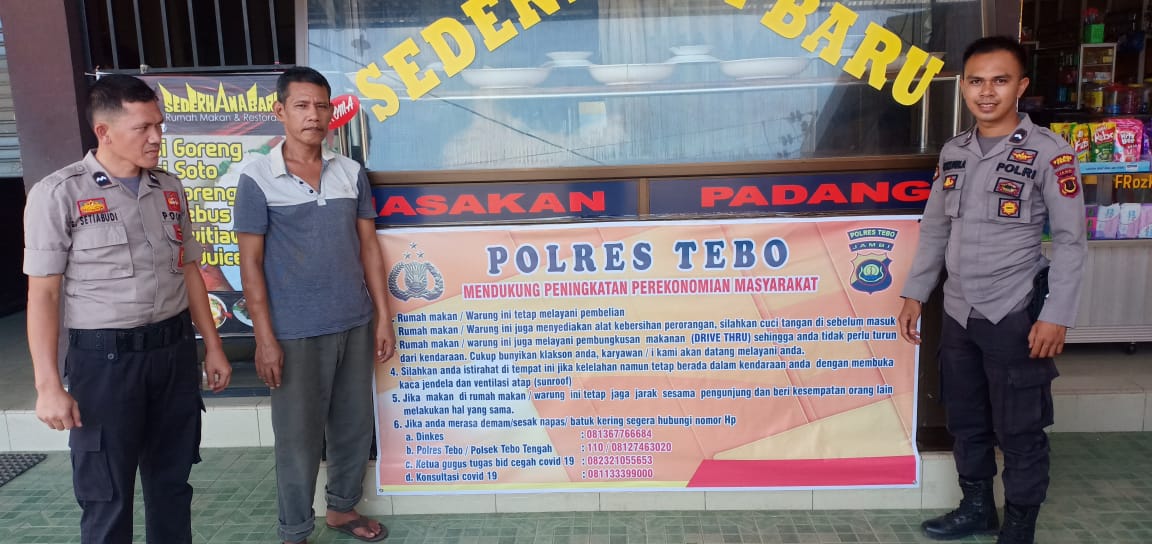 SEDERHANA BARU
SEDERHANA BARU
Rumah Makan & Restoran
Goreng
Soto
Juice
MASAKAN PADANG
SETIABUDI
POLRI
JAMBI
POLRES TEBO
POLRES TEBO
JAMBI
MENDUKUNG PENINGKATAN PEREKONOMIAN MASYARAKAT
Rumah makan / Warung ini tetap melayani pembelian
Rumah makan / Warung ini juga menyediakan alat kebersihan perorangan, silahkan cuci tangan di sebelum masuk
Rumah makan / warung ini juga melayani pembungkusan makanan (DRIVE THRU) sehingga anda tidak perlu turun
dari kendaraan. Cukup bunyikan klakson anda, karyawan / i kami akan datang melayani anda.
4. Silahkan anda istirahat di tempat ini jika kelelahan namun tetap berada dalam kendaraan anda dengan membuka
kaca jendela dan ventilasi atap (sunroof)
5. Jika makan di rumah makan / warung ini tetap jaga jarak sesama pengunjung dan beri kesempatan orang lain
melakukan hal yang sama.
6. Jika anda merasa demam/sesak napas/ batuk kering segera hubungi nomor Hp
a. Dinkes : 081367766684
b. Polres Tebo / Polsek Tebo Tengah : 110 / 08127463020
c. Ketua gugus tugas bid cegah covid 19 : 082321055653
d. Konsultasi covid 19 : 081133399000